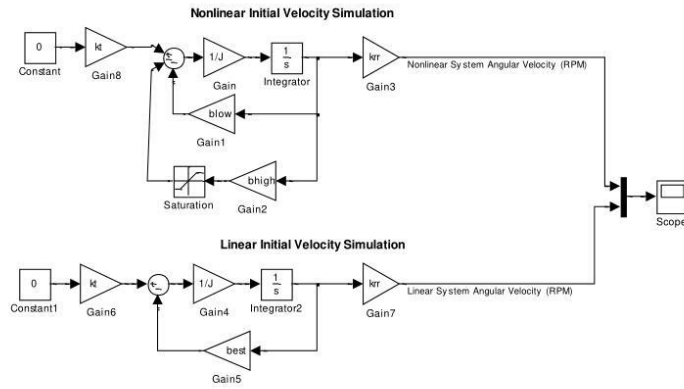 Nonlinear Initial Velocity Simulation
0
Constant
kt
Gain8
1/J
Gain
1
s
Integrator
krr
Gain3
Nonlinear System Angular Velocity (RPM)
blow
Gain1
Saturation
bhigh
Gain2
Scope
Linear Initial Velocity Simulation
0
Constant1
kt
Gain6
1/J
Gain4
1
s
Integrator2
krr
Gain7
Linear System Angular Velocity (RPM)
best
Gain5